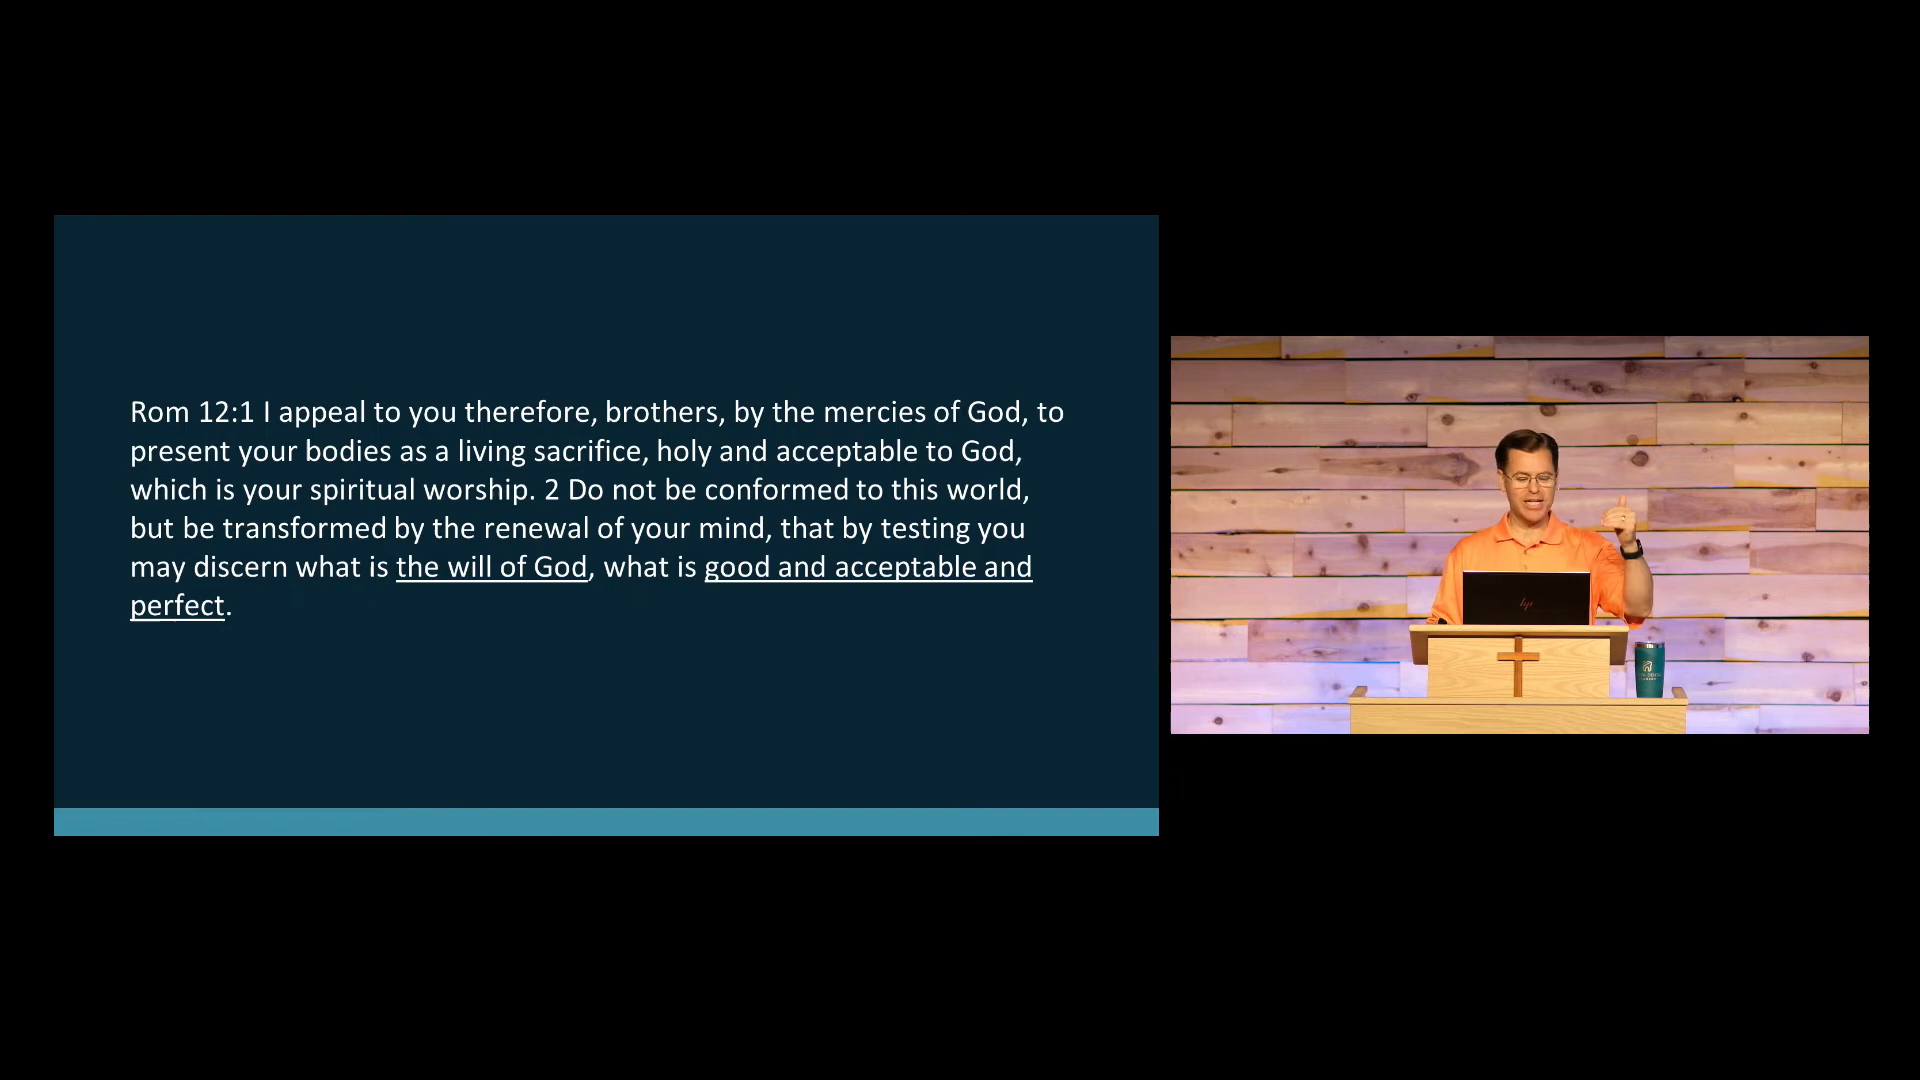 Rom 12:1 I appeal to you therefore, brothers, by the mercies of God, to
present your bodies as a living sacrifice, holy and acceptable to God,
which is your spiritual worship. 2 Do not be conformed to this world,
but be transformed by the renewal of your mind, that by testing you
may discern what is the will of God, what is good and acceptable and
perfect.
hp